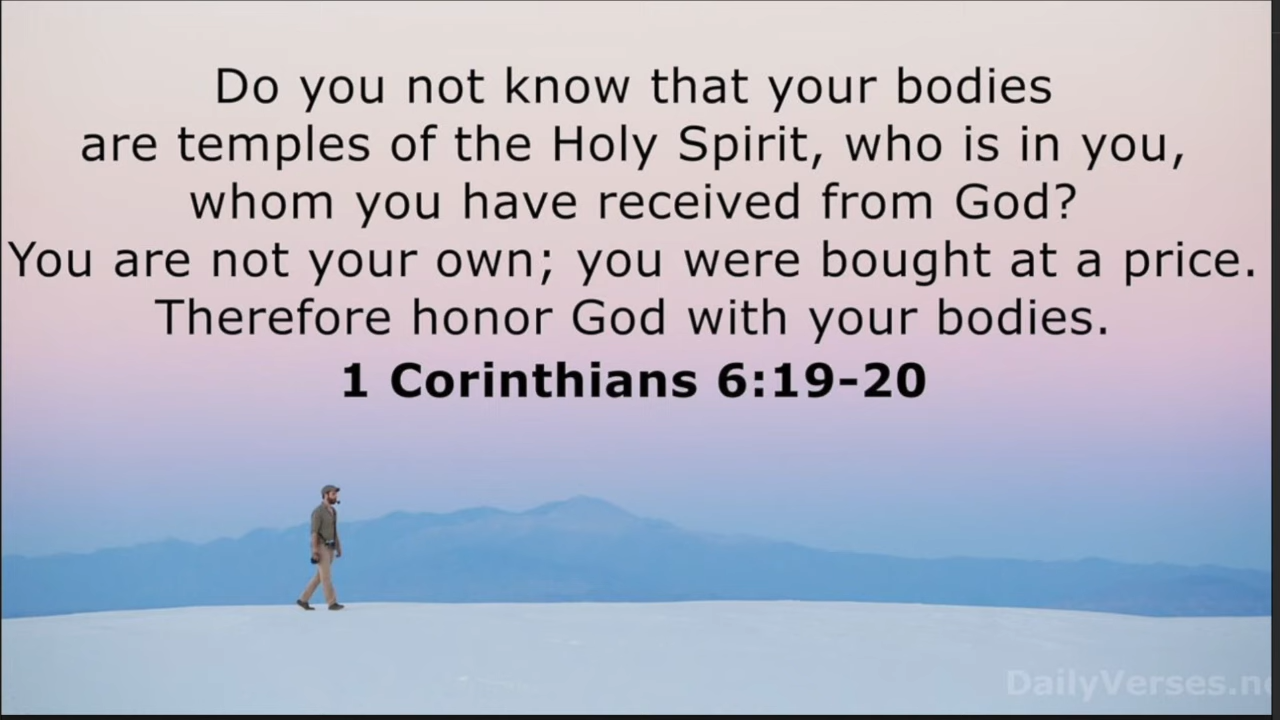 Do you not know that your bodies
are temples of the Holy Spirit, who is in you,
whom you have received from God?
You are not your own; you were bought at a price.
Therefore honor God with your bodies.
1 Corinthians 6:19-20
DailyVerses.ne